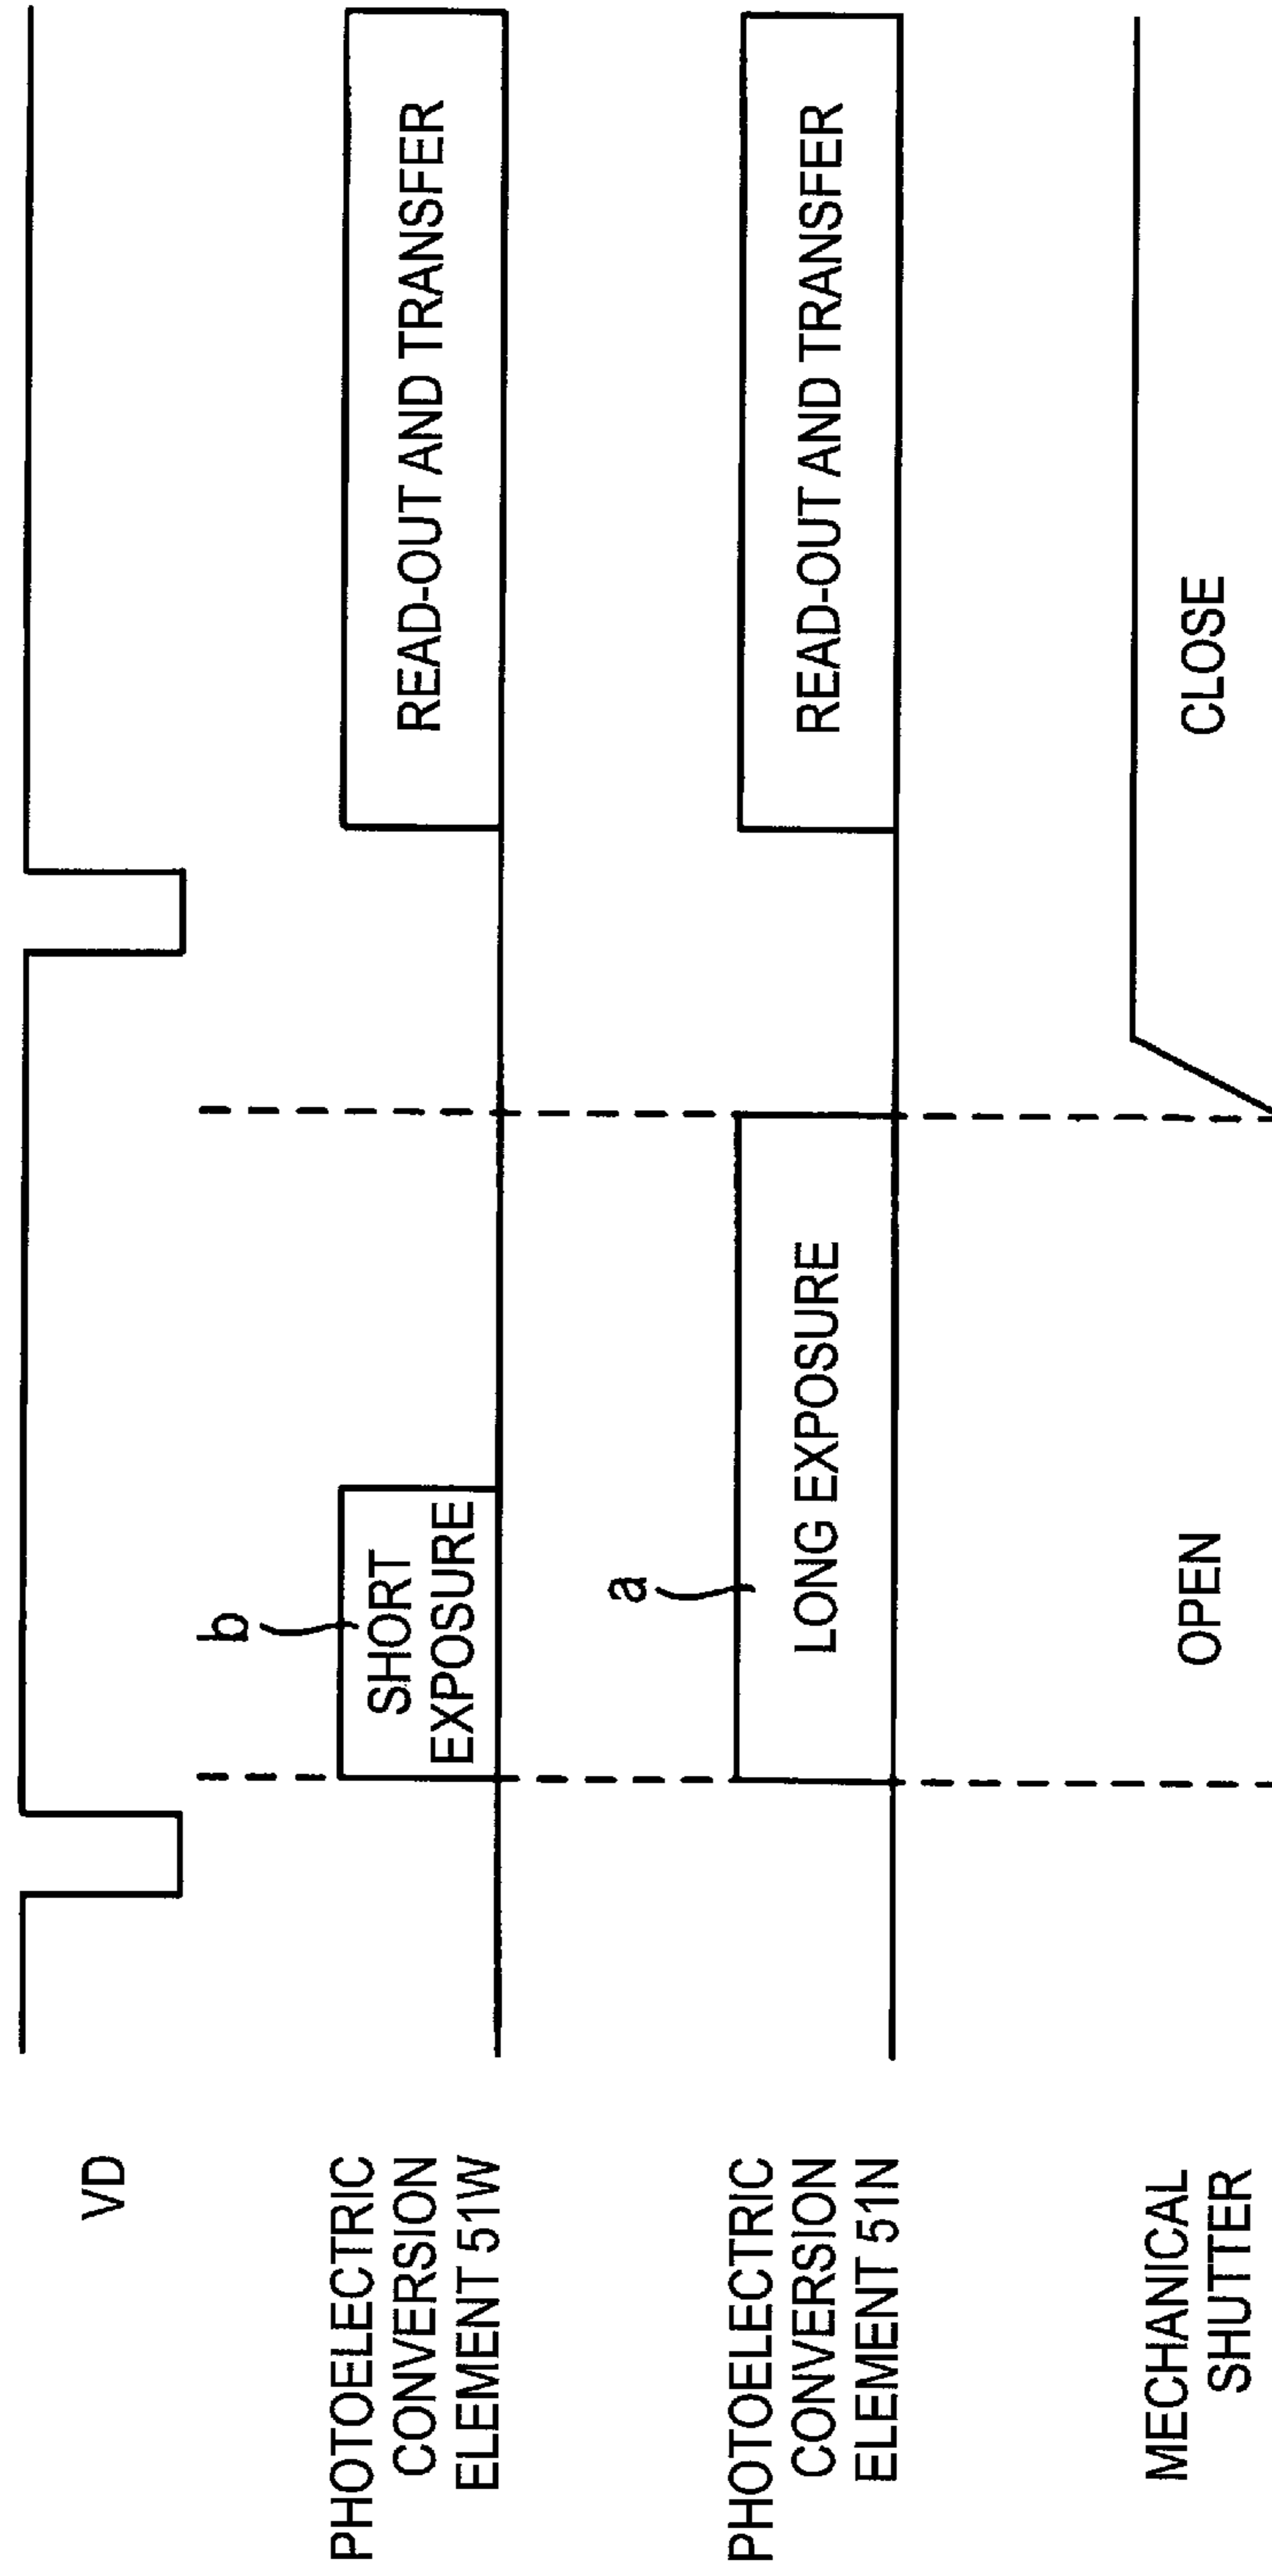 VD
PHOTOELECTRIC
CONVERSION
ELEMENT 51W
b
SHORT
EXPOSURE
READ-OUT AND TRANSFER
PHOTOELECTRIC
CONVERSION
ELEMENT 51N
a
LONG EXPOSURE
READ-OUT AND TRANSFER
MECHANICAL
SHUTTER
OPEN
CLOSE